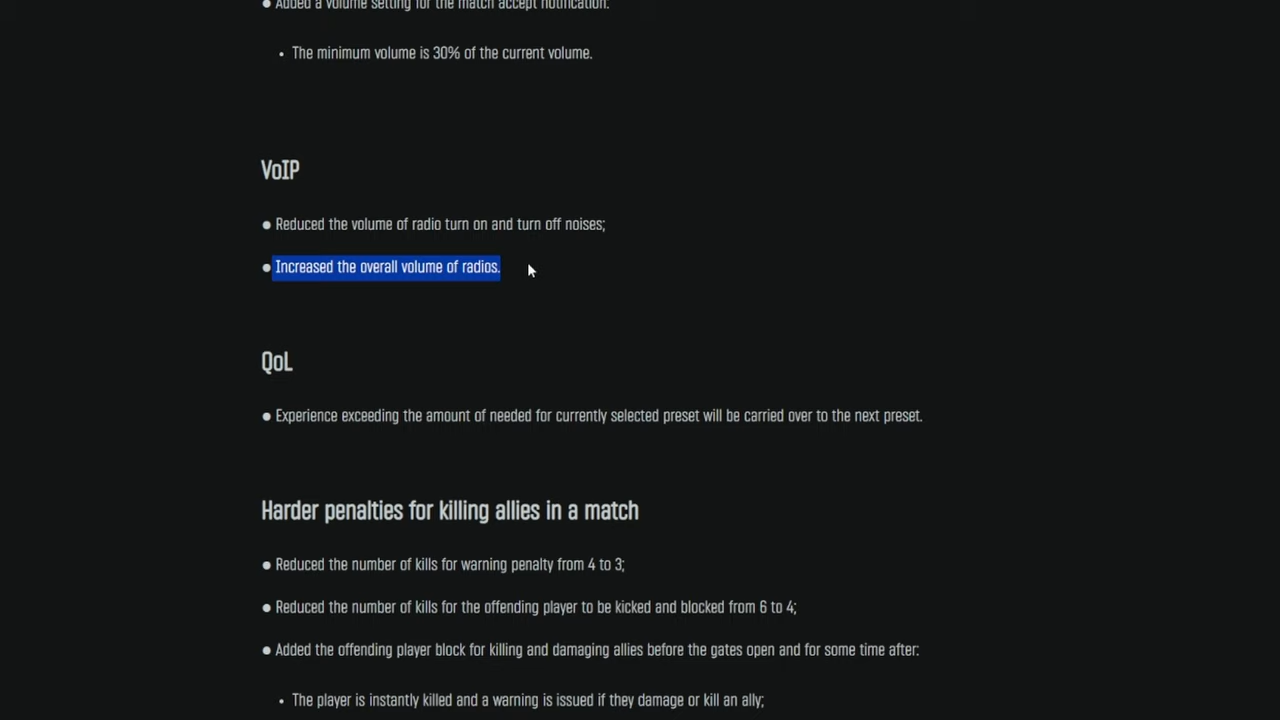 ● Added a volume setting for the match accept notification:
• The minimum volume is 30% of the current volume.
VoIP
● Reduced the volume of radio turn on and turn off noises;
● Increased the overall volume of radios.
QoL
● Experience exceeding the amount of needed for currently selected preset will be carried over to the next preset.
Harder penalties for killing allies in a match
● Reduced the number of kills for warning penalty from 4 to 3;
● Reduced the number of kills for the offending player to be kicked and blocked from 6 to 4;
● Added the offending player block for killing and damaging allies before the gates open and for some time after:
• The player is instantly killed and a warning is issued if they damage or kill an ally;